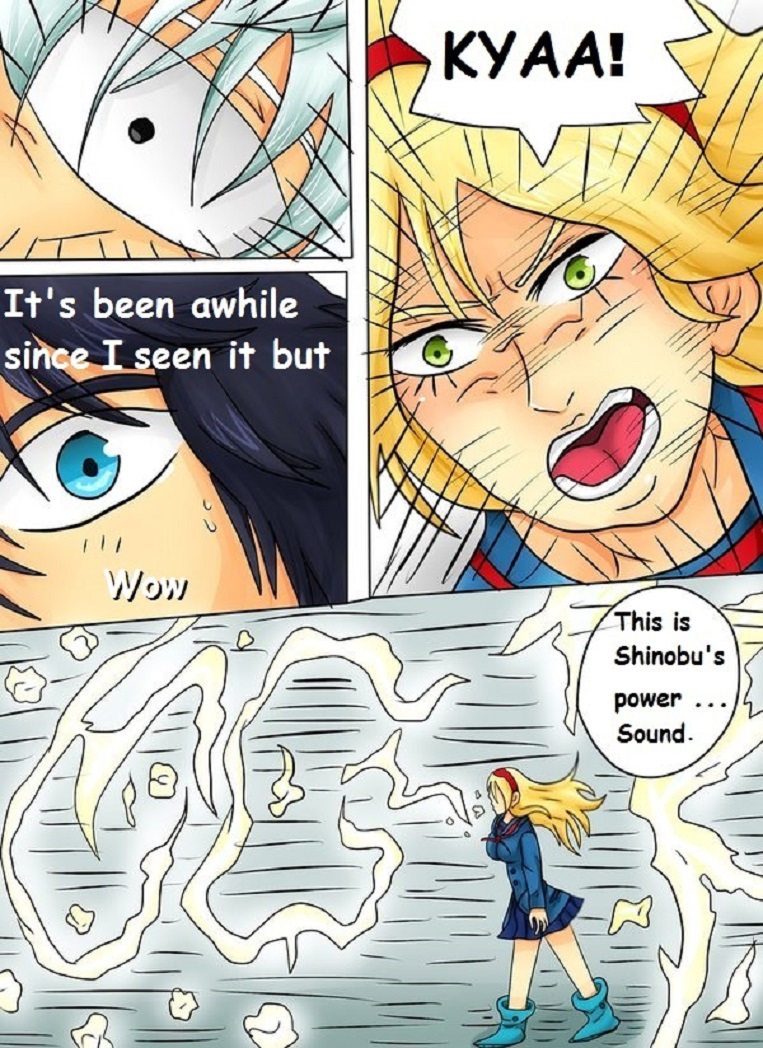 KYAA!
It's been awhile
since I seen it but
Wow
This is
Shinobu's
power ...
Sound.